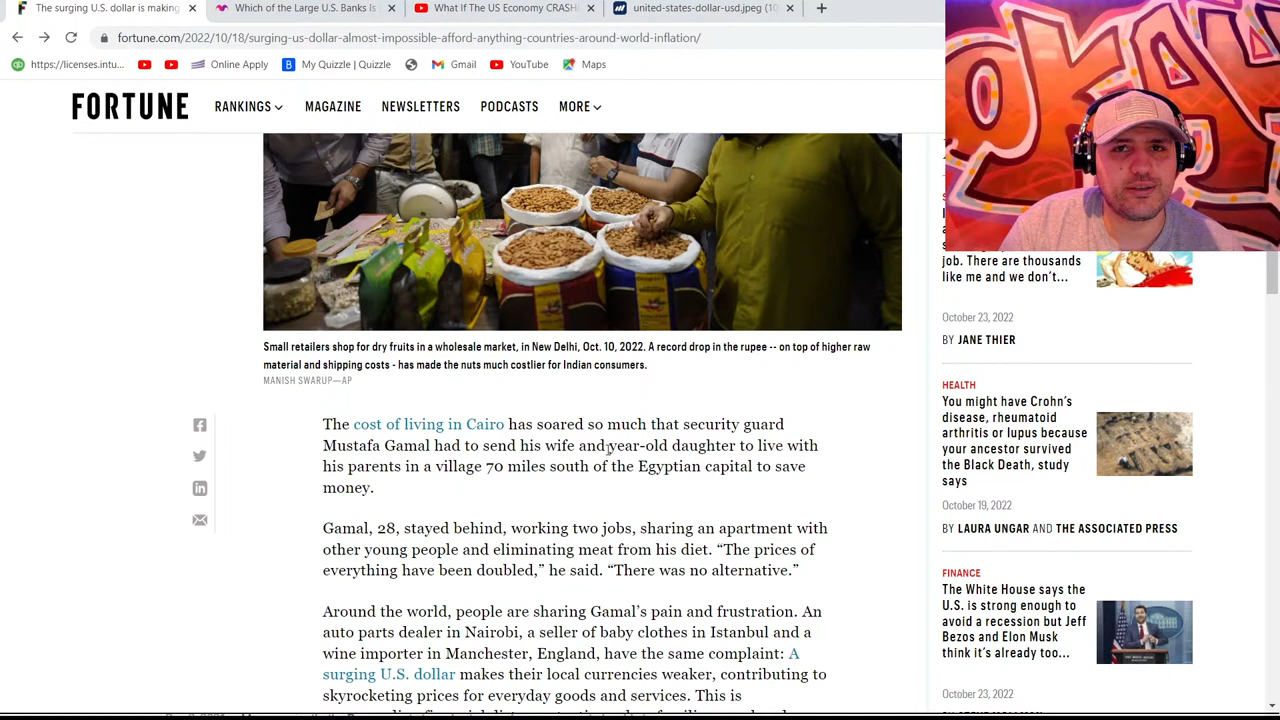 The surging U.S. dollar is making
Which of the Large U.S. Banks Is
What If The US Economy CRASH
united-states-dollar-usd.jpeg (10
fortune.com/2022/10/18/surging-us-dollar-almost-impossible-afford-anything-countries-around-world-inflation/
https://licenses.intu...
Online Apply
My Quizzle | Quizzle
Gmail
YouTube
Maps
FORTUNE
RANKINGS
MAGAZINE
NEWSLETTERS
PODCASTS
MORE
Small retailers shop for dry fruits in a wholesale market, in New Delhi, Oct. 10, 2022. A record drop in the rupee -- on top of higher raw
material and shipping costs - has made the nuts much costlier for Indian consumers.
MANISH SWARUP—AP
The cost of living in Cairo has soared so much that security guard
Mustafa Gamal had to send his wife and year-old daughter to live with
his parents in a village 70 miles south of the Egyptian capital to save
money.
Gamal, 28, stayed behind, working two jobs, sharing an apartment with
other young people and eliminating meat from his diet. “The prices of
everything have been doubled,” he said. “There was no alternative.”
Around the world, people are sharing Gamal’s pain and frustration. An
auto parts dealer in Nairobi, a seller of baby clothes in Istanbul and a
wine importer in Manchester, England, have the same complaint: A
surging U.S. dollar makes their local currencies weaker, contributing to
skyrocketing prices for everyday goods and services. This is
job. There are thousands
like me and we don’t...
October 23, 2022
BY JANE THIER
HEALTH
You might have Crohn’s
disease, rheumatoid
arthritis or lupus because
your ancestor survived
the Black Death, study
says
October 19, 2022
BY LAURA UNGAR AND THE ASSOCIATED PRESS
FINANCE
The White House says the
U.S. is strong enough to
avoid a recession but Jeff
Bezos and Elon Musk
think it’s already too...
October 23, 2022